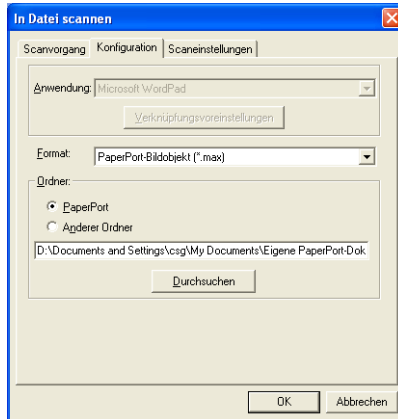 In Datei scannen
Scanvorgang Konfiguration Scaneinstellungen
Anwendung: Microsoft WordPad
Verknüpfungsvoreinstellungen
Format: PaperPort-Bildobjekt (*.max)
Ordner:
PaperPort
Anderer Ordner
D:\Documents and Settings\csg\My Documents\Eigene PaperPort-Dok
Durchsuchen
OK Abbrechen